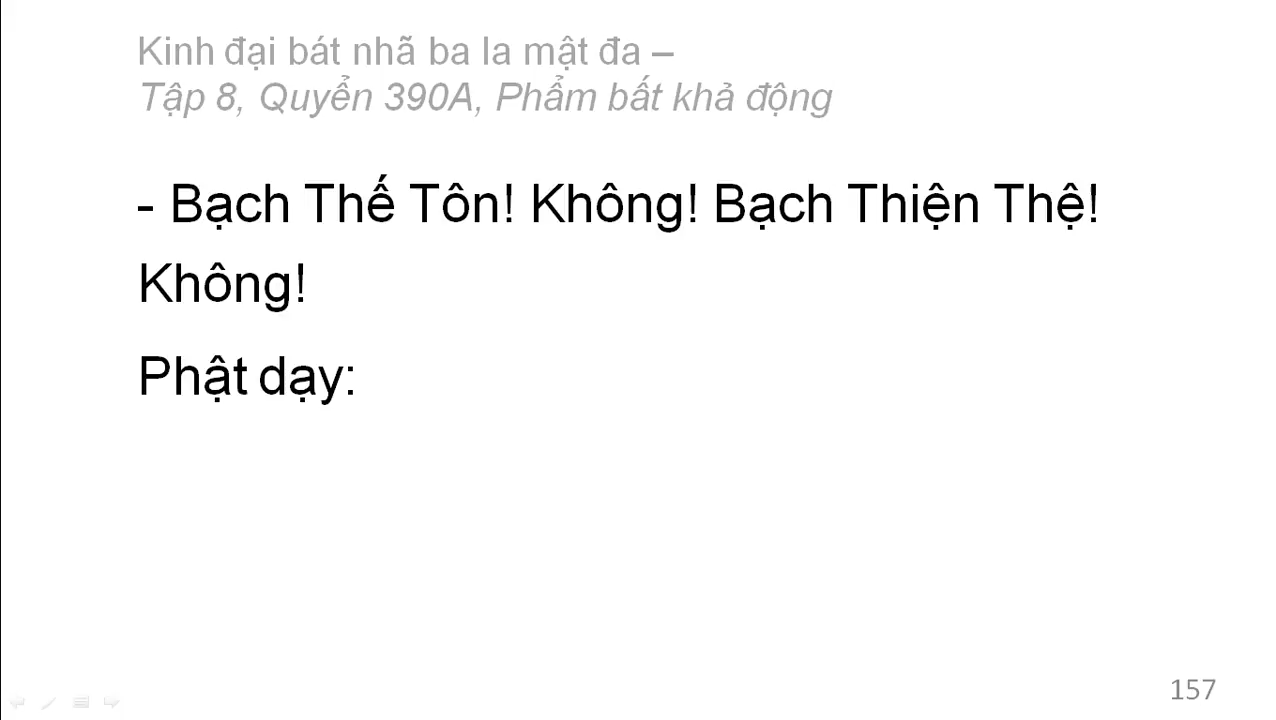 Kinh đại bát nhã ba la mật đa –
Tập 8, Quyển 390A, Phẩm bất khả động
- Bạch Thế Tôn! Không! Bạch Thiện Thệ!
Không!
Phật dạy:
157